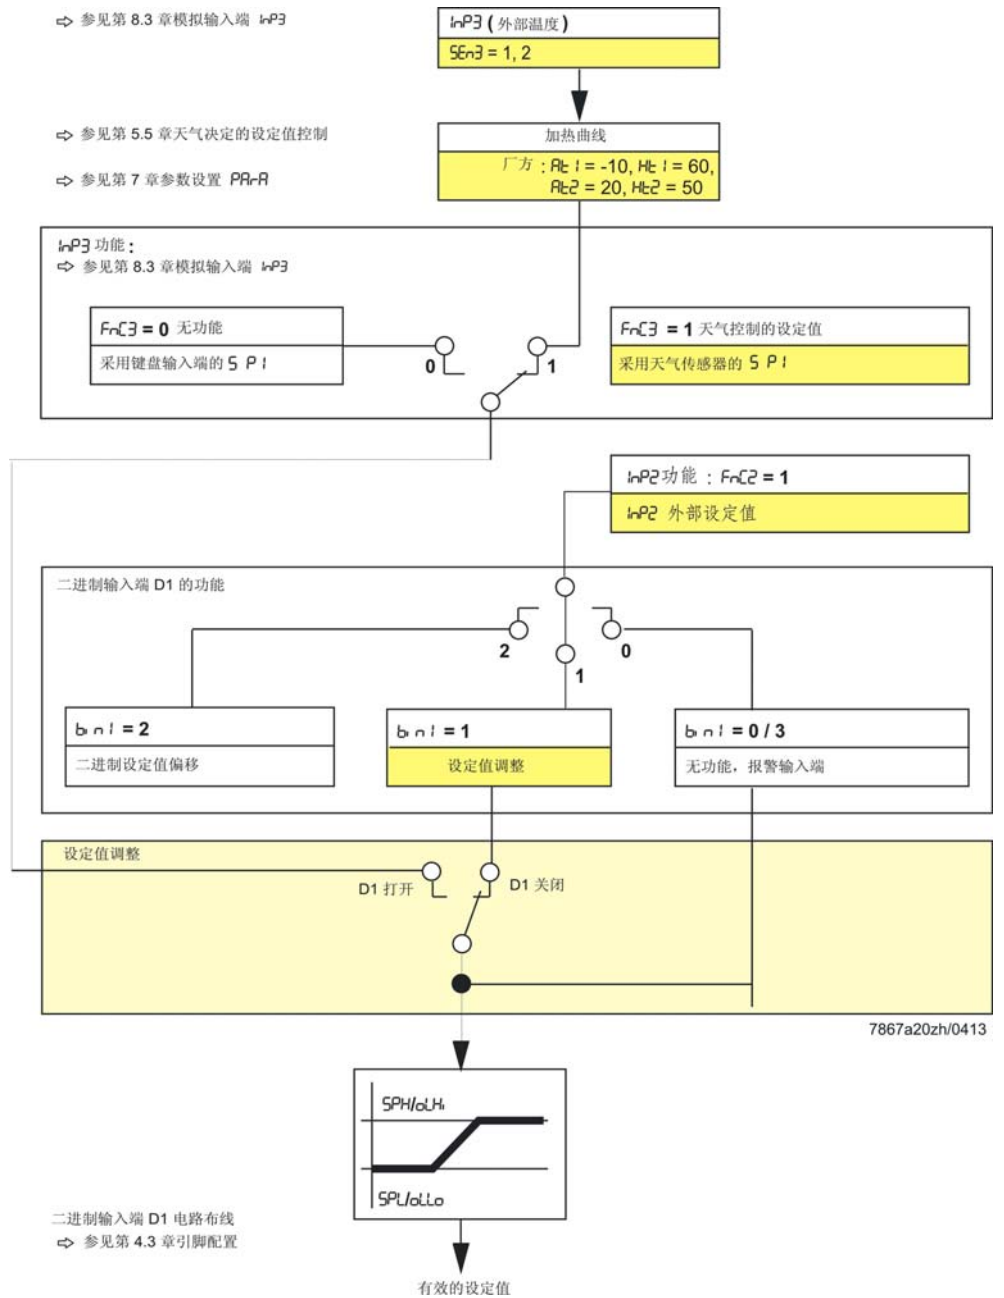 ⇨ 参见第 8.3 章模拟输入端 InP3
InP3 ( 外部温度 )
SEn3 = 1, 2
⇨ 参见第 5.5 章天气决定的设定值控制
加热曲线
⇨ 参见第 7 章参数设置 PArA
厂方 : At1 = -10, Ht1 = 60,
At2 = 20, Ht2 = 50
InP3 功能 :
⇨ 参见第 8.3 章模拟输入端 InP3
FnC3 = 0 无功能
采用键盘输入端的 S P1
0
1
FnC3 = 1 天气控制的设定值
采用天气传感器的 S P1
InP2功能 : FnC2 = 1
InP2 外部设定值
二进制输入端 D1 的功能
2
1
0
bin1 = 2
二进制设定值偏移
bin1 = 1
设定值调整
bin1 = 0 / 3
无功能，报警输入端
设定值调整
D1 打开
D1 关闭
7867a20zh/0413
SPH/oLHi
SPL/oLLo
二进制输入端 D1 电路布线
⇨ 参见第 4.3 章引脚配置
有效的设定值